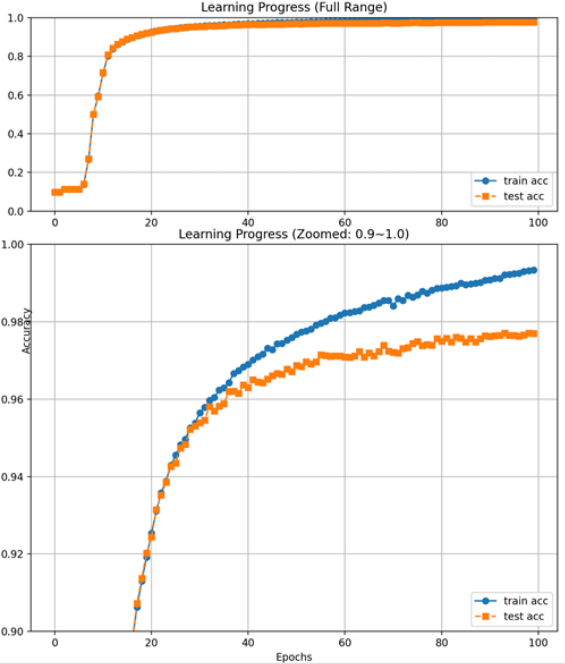 Learning Progress (Full Range)
1.0
0.8
0.6
0.4
0.2
0.0
0 20 40 60 80 100
train acc
test acc
Learning Progress (Zoomed: 0.9~1.0)
Accuracy
1.00
0.98
0.96
0.94
0.92
0.90
0 20 40 60 80 100
train acc
test acc
Epochs